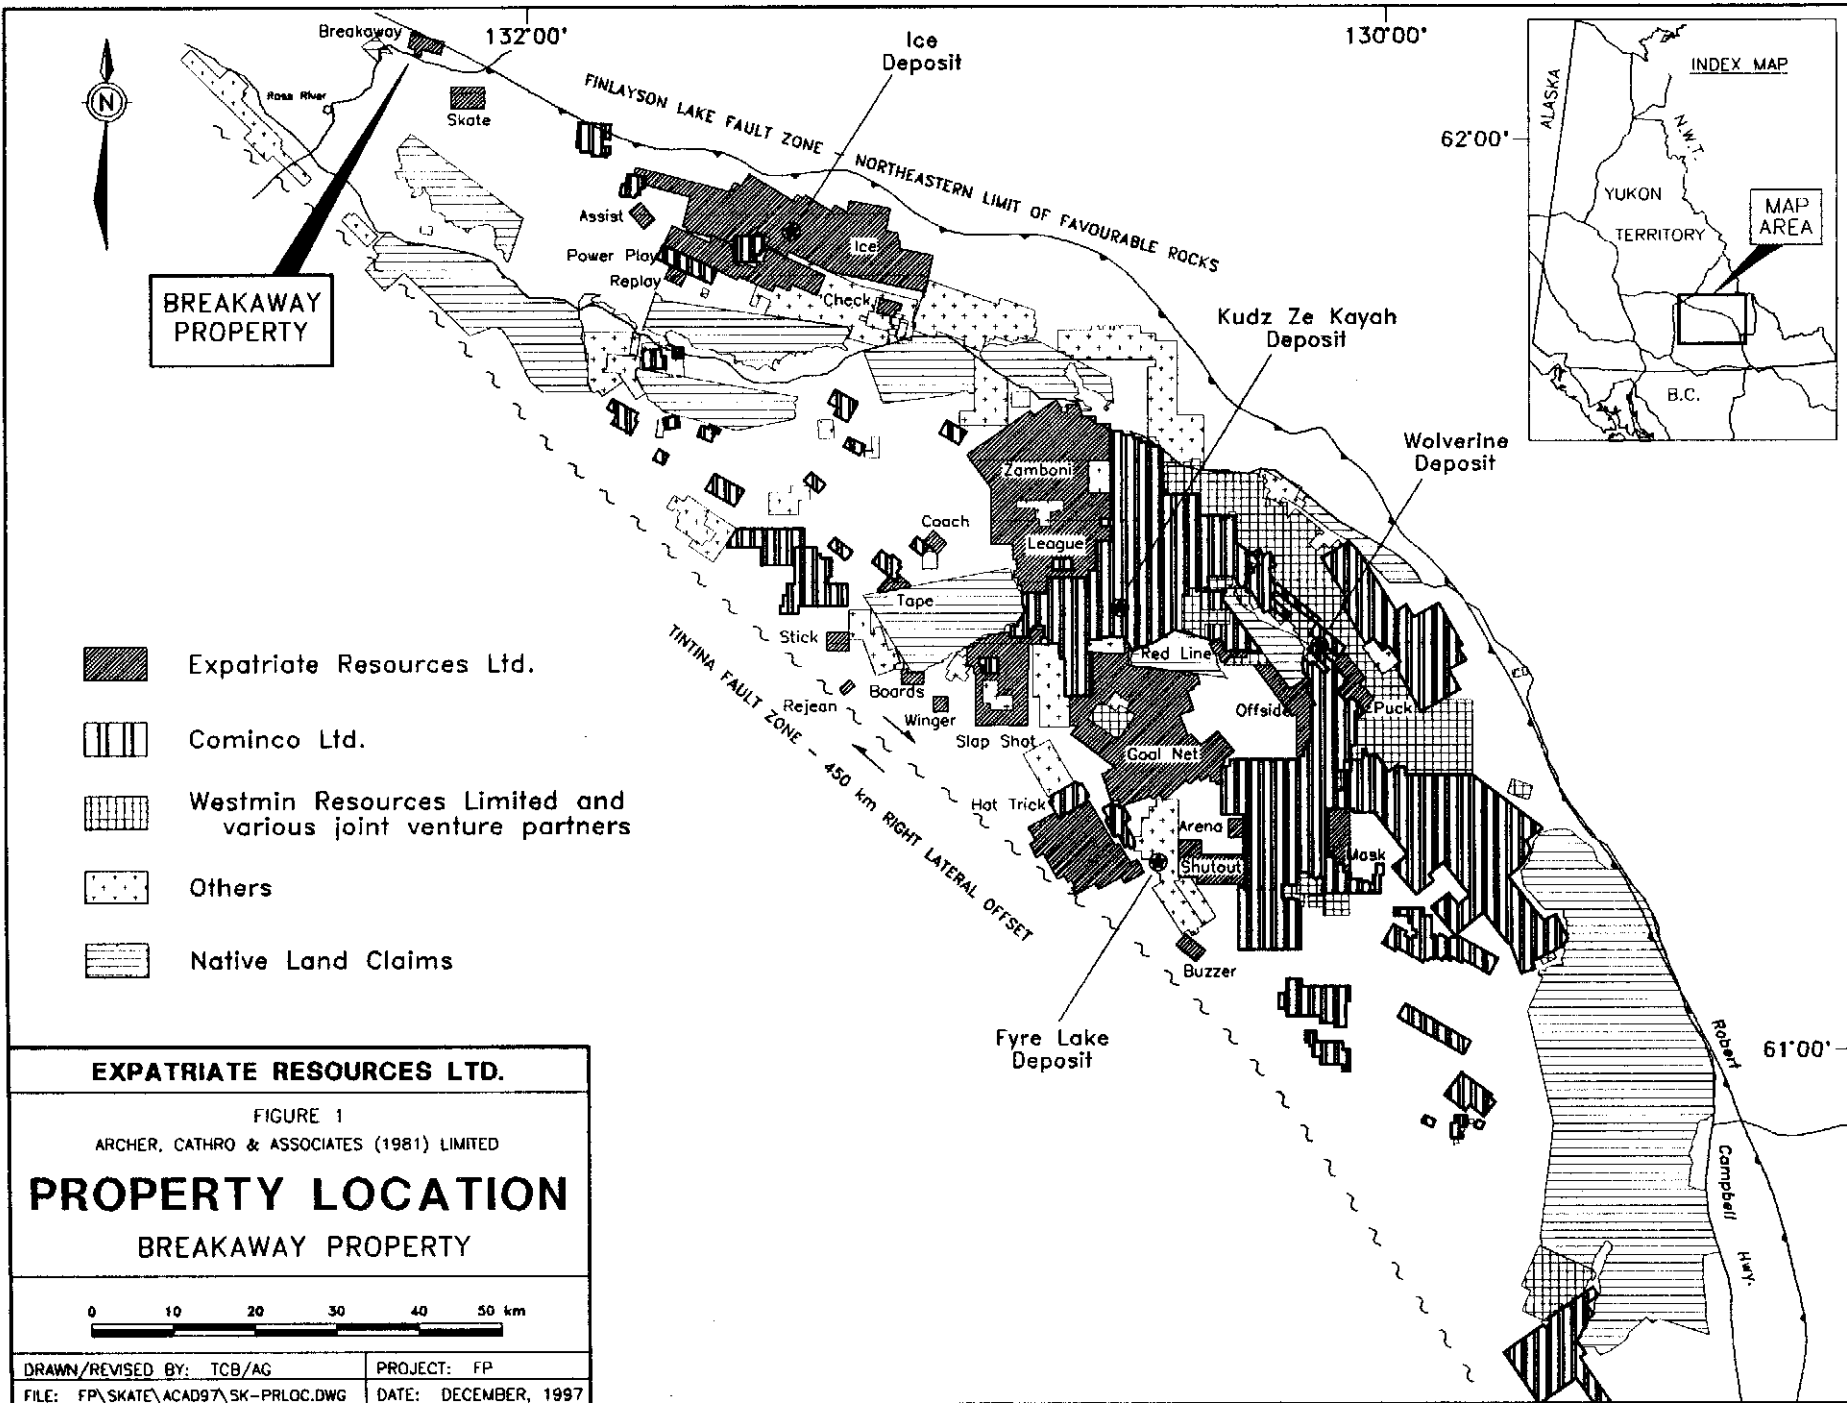 Breakaway
132°00'
Ice
Deposit
130°00'
INDEX MAP
ALASKA
N.W.T.
62°00'
YUKON
TERRITORY
MAP
AREA
B.C.
N
Ross River
Skate
FINLAYSON LAKE FAULT ZONE - NORTHEASTERN LIMIT OF FAVOURABLE ROCKS
Assist
Ice
Power Play
Replay
Check
BREAKAWAY
PROPERTY
Kudz Ze Kayah
Deposit
Wolverine
Deposit
Zamboni
Coach
League
Tape
Stick
Red Line
Boards
Rejean
Winger
Offside
Puck
Slap Shot
Goal Net
TINTINA FAULT ZONE - 450 km RIGHT LATERAL OFFSET
Hat Trick
Arena
Mask
Shutout
Buzzer
Fyre Lake
Deposit
61°00'
Robert
Campbell
Hwy.
Expatriate Resources Ltd.
Cominco Ltd.
Westmin Resources Limited and
various joint venture partners
Others
Native Land Claims
EXPATRIATE RESOURCES LTD.
FIGURE 1
ARCHER, CATHRO & ASSOCIATES (1981) LIMITED
PROPERTY LOCATION
BREAKAWAY PROPERTY
0 10 20 30 40 50 km
DRAWN/REVISED BY: TCB/AG
PROJECT: FP
FILE: FP\SKATE\ACAD97\SK-PRLOC.DWG
DATE: DECEMBER, 1997